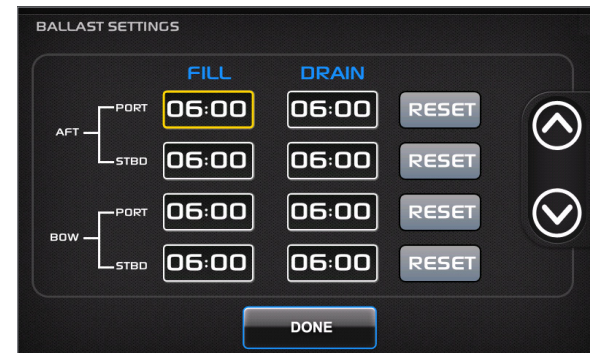 BALLAST SETTINGS
FILL DRAIN
PORT 06:00 06:00 RESET
AFT
STBD 06:00 06:00 RESET
PORT 06:00 06:00 RESET
BOW
STBD 06:00 06:00 RESET
DONE